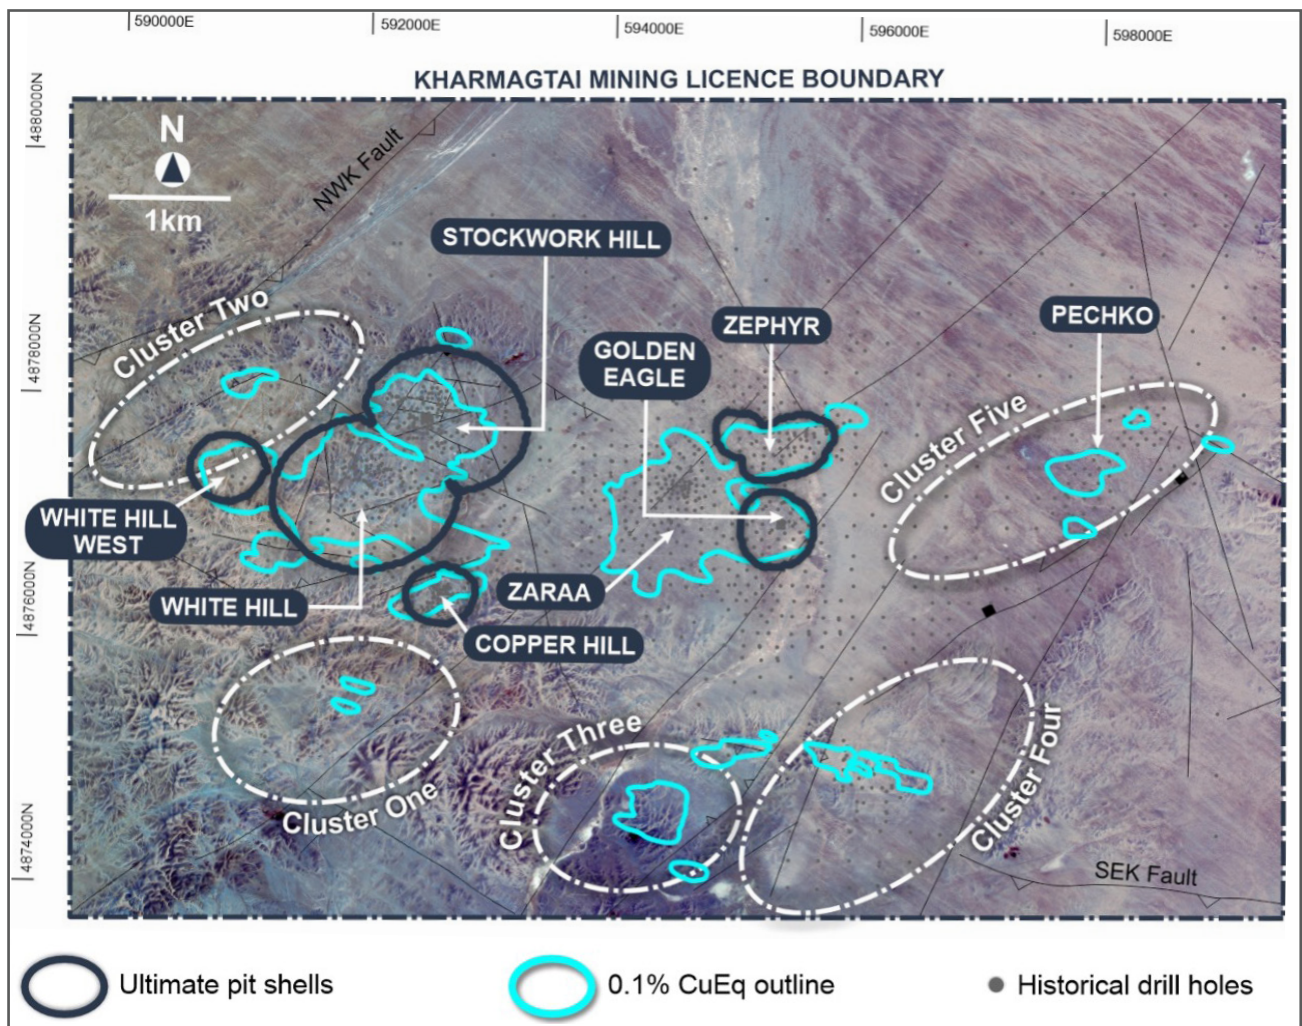 590000E
592000E
594000E
596000E
598000E
KHARMAGTAI MINING LICENCE BOUNDARY
4880000N
4878000N
4876000N
4874000N
N
1km
NWK Fault
STOCKWORK HILL
Cluster Two
ZEPHYR
PECHKO
GOLDEN
EAGLE
Cluster Five
WHITE HILL
WEST
WHITE HILL
ZARAA
COPPER HILL
Cluster One
Cluster Three
Cluster Four
SEK Fault
Ultimate pit shells
0.1% CuEq outline
Historical drill holes